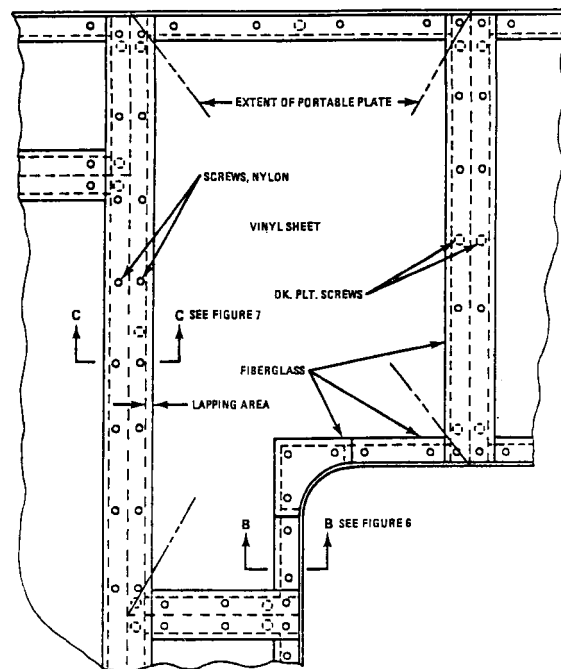 EXTENT OF PORTABLE PLATE
SCREWS, NYLON
VINYL SHEET
DK. PLT. SCREWS
C C SEE FIGURE 7
FIBERGLASS
LAPPING AREA
B B SEE FIGURE 6